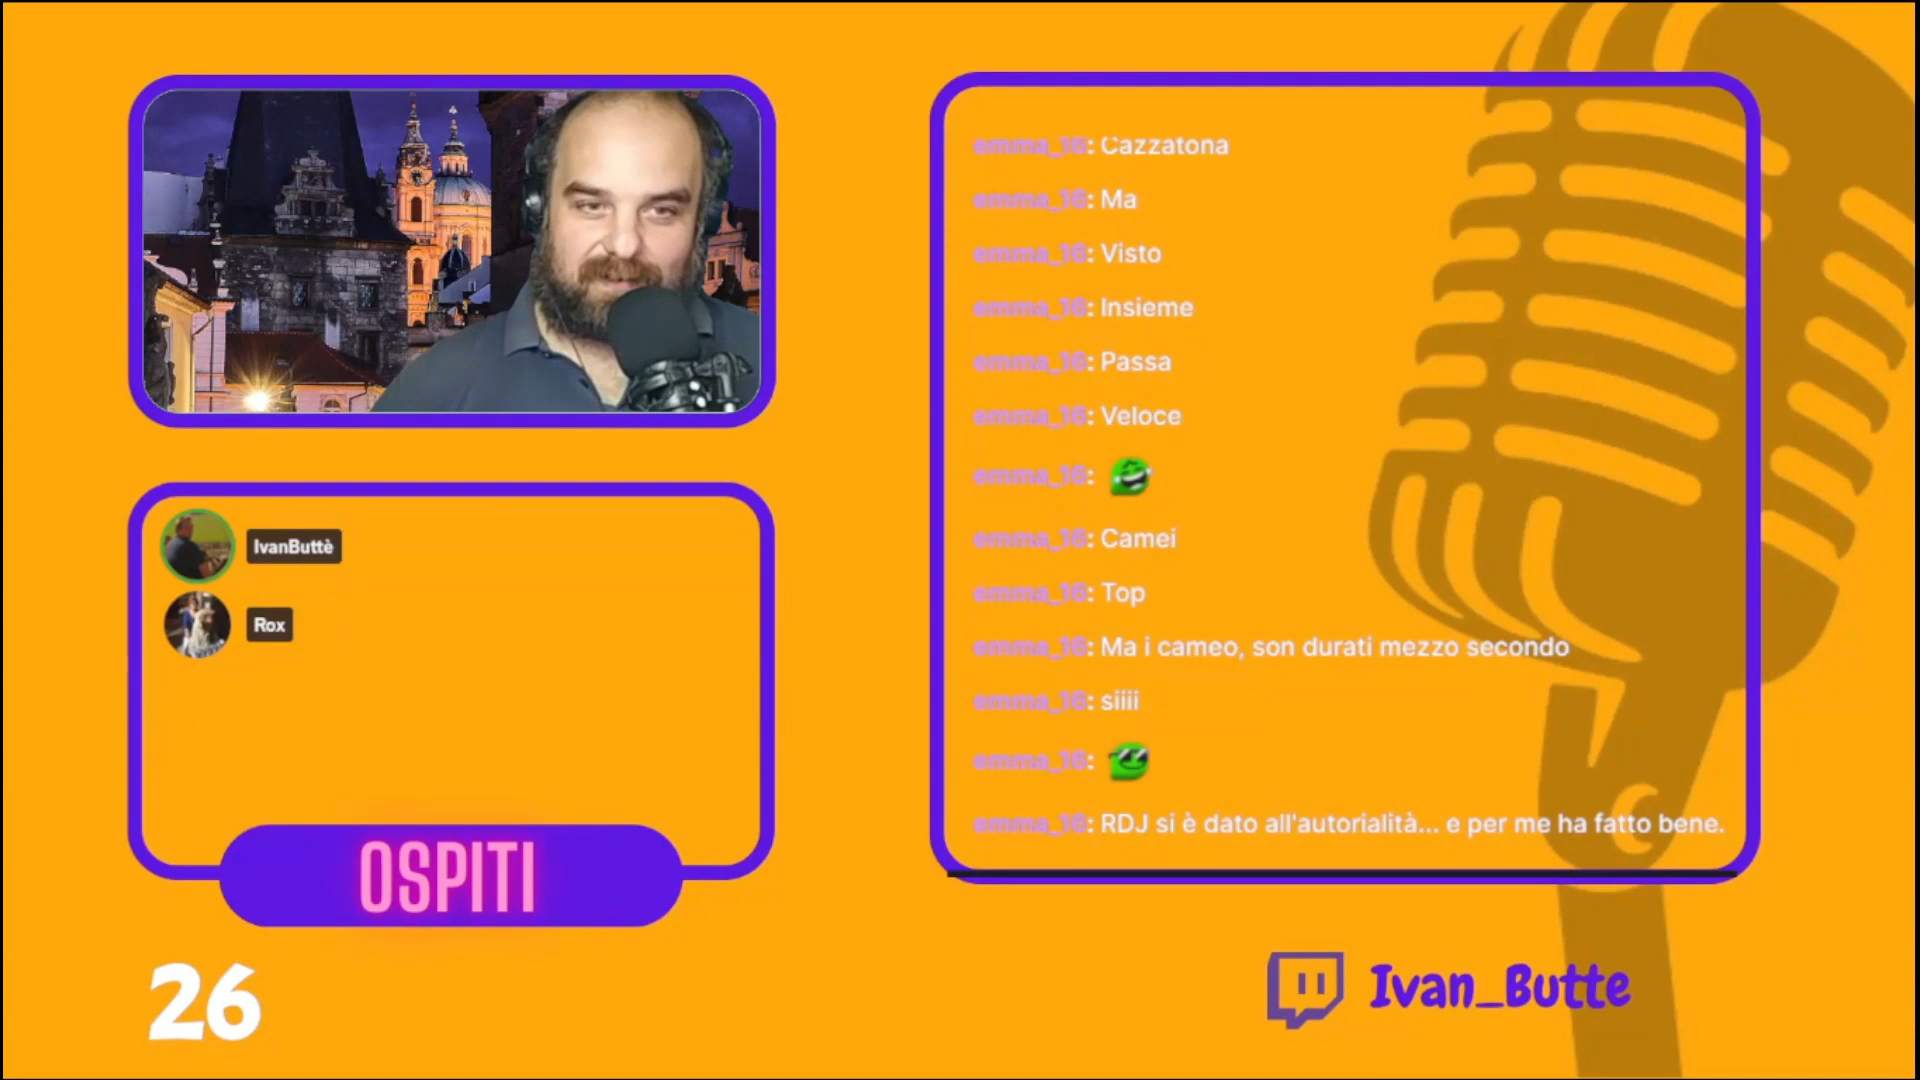 emma_16: Cazzatona
emma_16: Ma
emma_16: Visto
emma_16: Insieme
emma_16: Passa
emma_16: Veloce
emma_16:
emma_16: Camei
emma_16: Top
emma_16: Ma i cameo, son durati mezzo secondo
emma_16: siiii
emma_16:
emma_16: RDJ si è dato all'autorialità... e per me ha fatto bene.
IvanButtè
Rox
OSPITI
26
Ivan_Butte